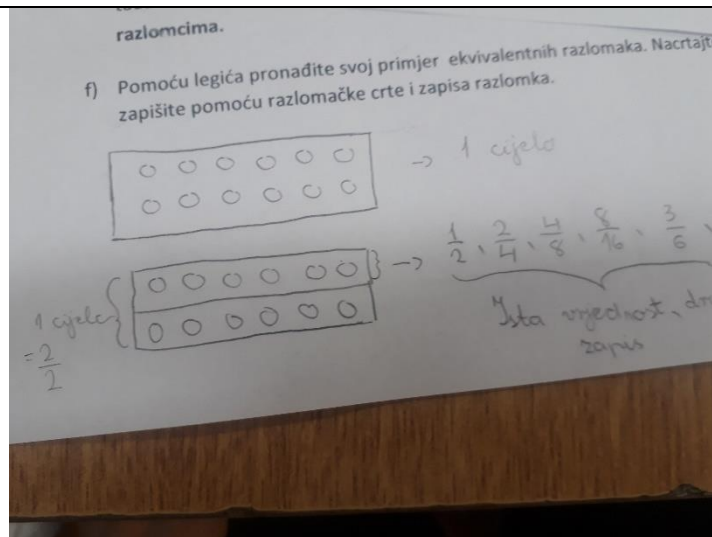 razlomcima.
f) Pomoću legića pronađite svoj primjer ekvivalentnih razlomaka. Nacrtajt
zapišite pomoću razlomačke crte i zapisa razlomka.
→ 1 cijelo
1 cijelo
= 2/2
→ 1/2, 2/4, 4/8, 8/16, 3/6,
Ista vrijednost, dr
zapis